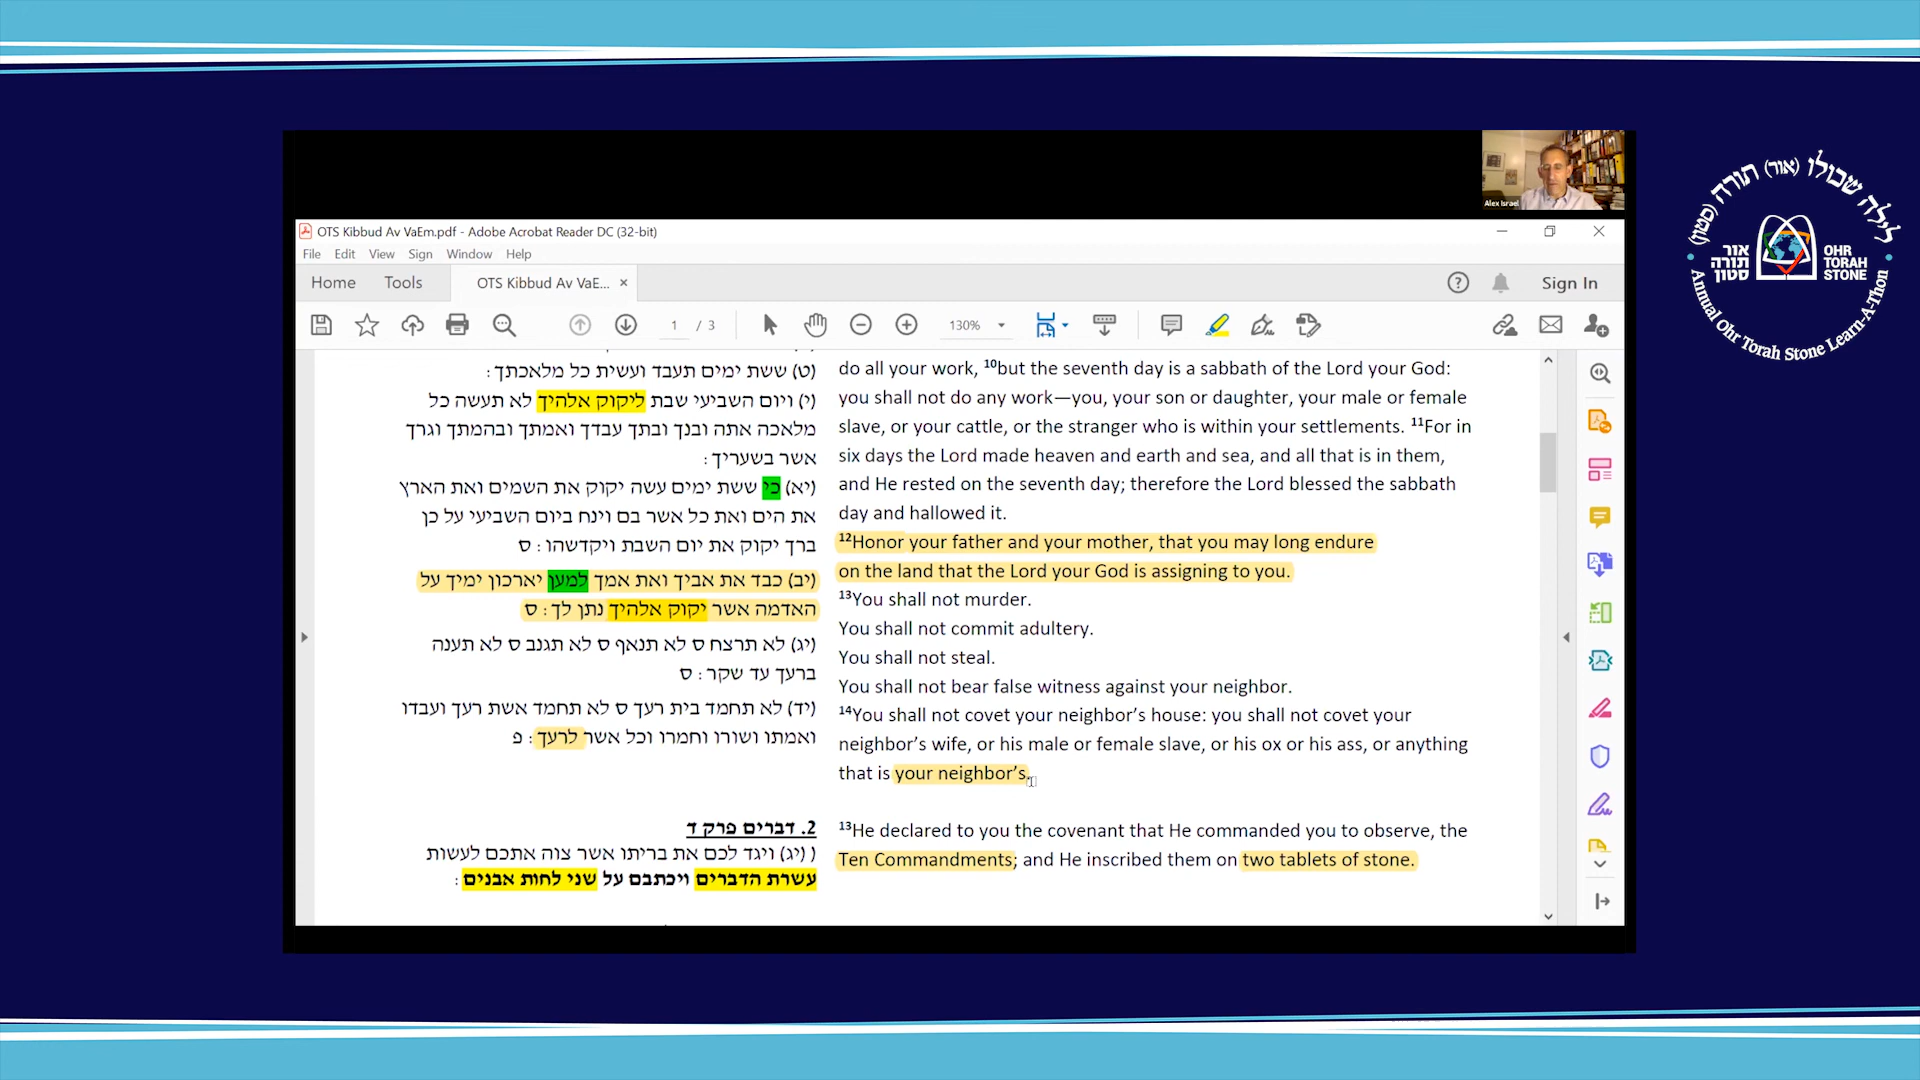 Alex Israel
OTS Kibbud Av VaEm.pdf - Adobe Acrobat Reader DC (32-bit)
File Edit View Sign Window Help
Home Tools OTS Kibbud Av VaE... × Sign In
1 / 3 130%
(ט) ששת ימים תעבד ועשית כל מלאכתך:
(י) ויום השביעי שבת ליקוק אלהיך לא תעשה כל
מלאכה אתה ובנך ובתך עבדך ואמתך ובהמתך וגרך
אשר בשעריך:
(יא) כי ששת ימים עשה יקוק את השמים ואת הארץ
את הים ואת כל אשר בם וינח ביום השביעי על כן
ברך יקוק את יום השבת ויקדשהו: ס
(יב) כבד את אביך ואת אמך למען יארכון ימיך על
האדמה אשר יקוק אלהיך נתן לך: ס
(יג) לא תרצח ס לא תנאף ס לא תגנב ס לא תענה
ברעך עד שקר: ס
(יד) לא תחמד בית רעך ס לא תחמד אשת רעך ועבדו
ואמתו ושורו וחמרו וכל אשר לרעך: פ
2. דברים פרק ד
( (יג) ויגד לכם את בריתו אשר צוה אתכם לעשות
עשרת הדברים ויכתבם על שני לחות אבנים:
do all your work, 10but the seventh day is a sabbath of the Lord your God:
you shall not do any work—you, your son or daughter, your male or female
slave, or your cattle, or the stranger who is within your settlements. 11For in
six days the Lord made heaven and earth and sea, and all that is in them,
and He rested on the seventh day; therefore the Lord blessed the sabbath
day and hallowed it.
12Honor your father and your mother, that you may long endure
on the land that the Lord your God is assigning to you.
13You shall not murder.
You shall not commit adultery.
You shall not steal.
You shall not bear false witness against your neighbor.
14You shall not covet your neighbor's house: you shall not covet your
neighbor's wife, or his male or female slave, or his ox or his ass, or anything
that is your neighbor's.
13He declared to you the covenant that He commanded you to observe, the
Ten Commandments; and He inscribed them on two tablets of stone.
לילה שכולו (אור) תורה (סטון)
אור
תורה
סטון
OHR
TORAH
STONE
Annual Ohr Torah Stone Learn-A-Thon